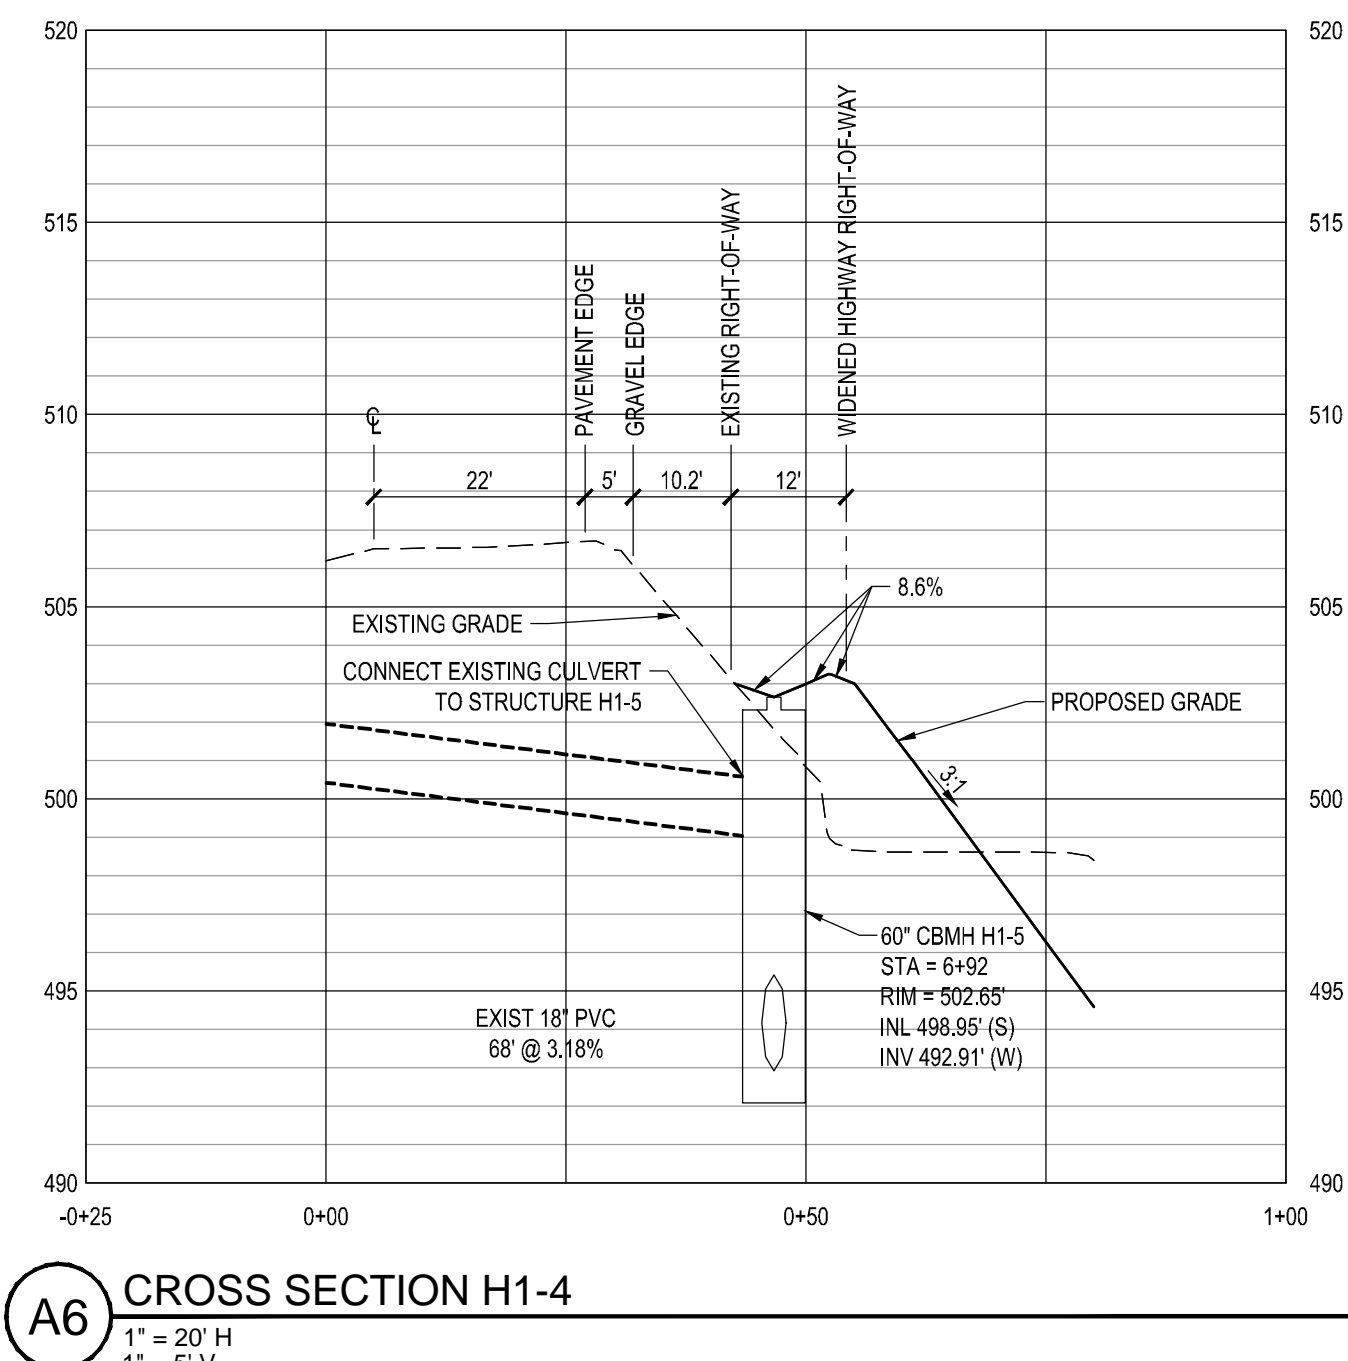 520
520
515
515
510
510
505
505
500
500
495
495
490
490
-0+25
0+00
0+50
1+00
℄
PAVEMENT EDGE
GRAVEL EDGE
EXISTING RIGHT-OF-WAY
WIDENED HIGHWAY RIGHT-OF-WAY
22'
5'
10.2'
12'
8.6%
EXISTING GRADE
CONNECT EXISTING CULVERT
TO STRUCTURE H1-5
PROPOSED GRADE
3:1
60" CBMH H1-5
STA = 6+92
RIM = 502.65'
INL 498.95' (S)
INV 492.91' (W)
EXIST 18" PVC
68' @ 3.18%
A6
CROSS SECTION H1-4
1" = 20' H
1" = 5' V